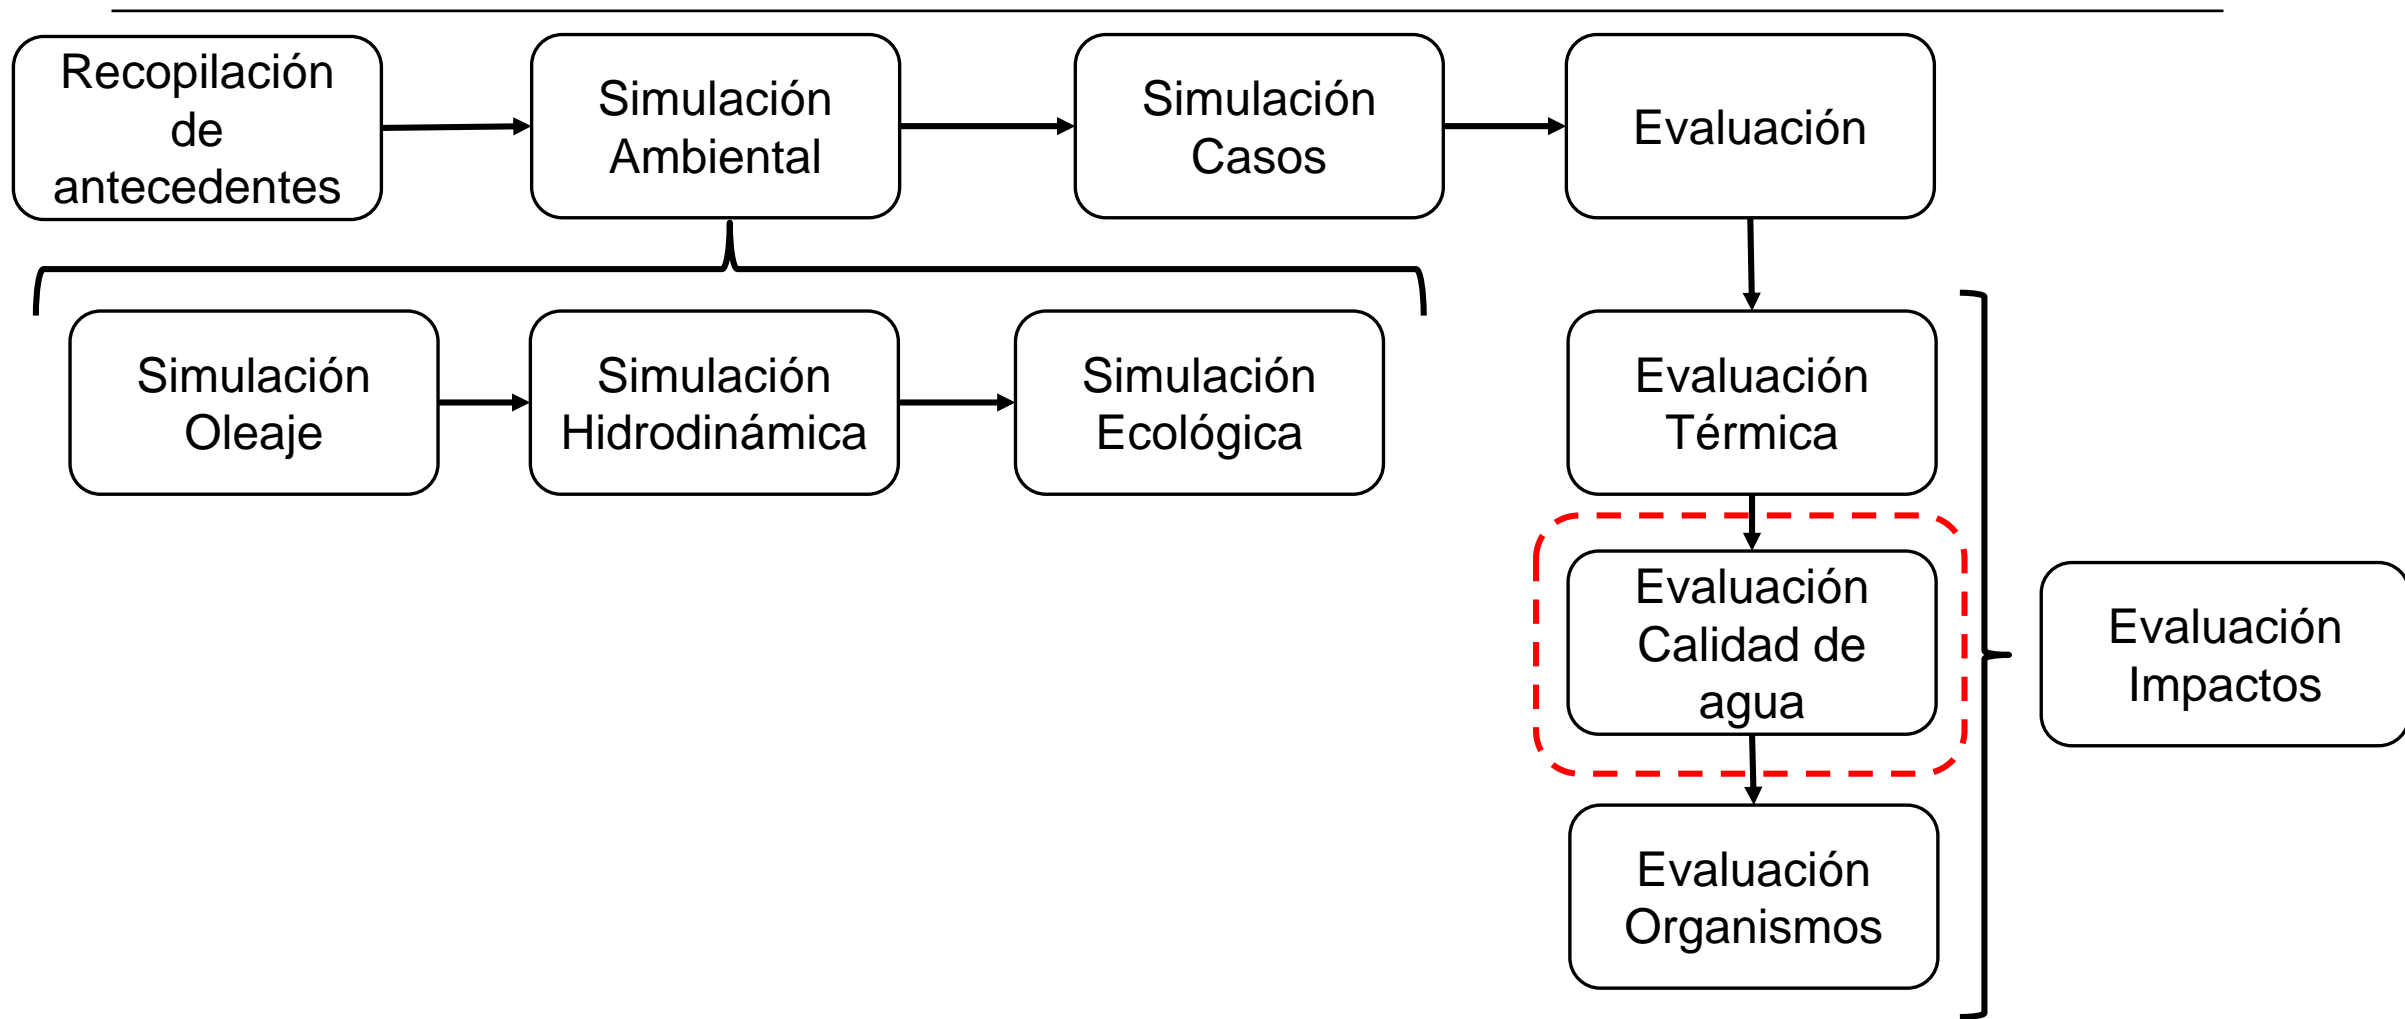 Recopilación
de
antecedentes
Simulación
Ambiental
Simulación
Casos
Evaluación
Simulación
Oleaje
Simulación
Hidrodinámica
Simulación
Ecológica
Evaluación
Térmica
Evaluación
Calidad de
agua
Evaluación
Impactos
Evaluación
Organismos